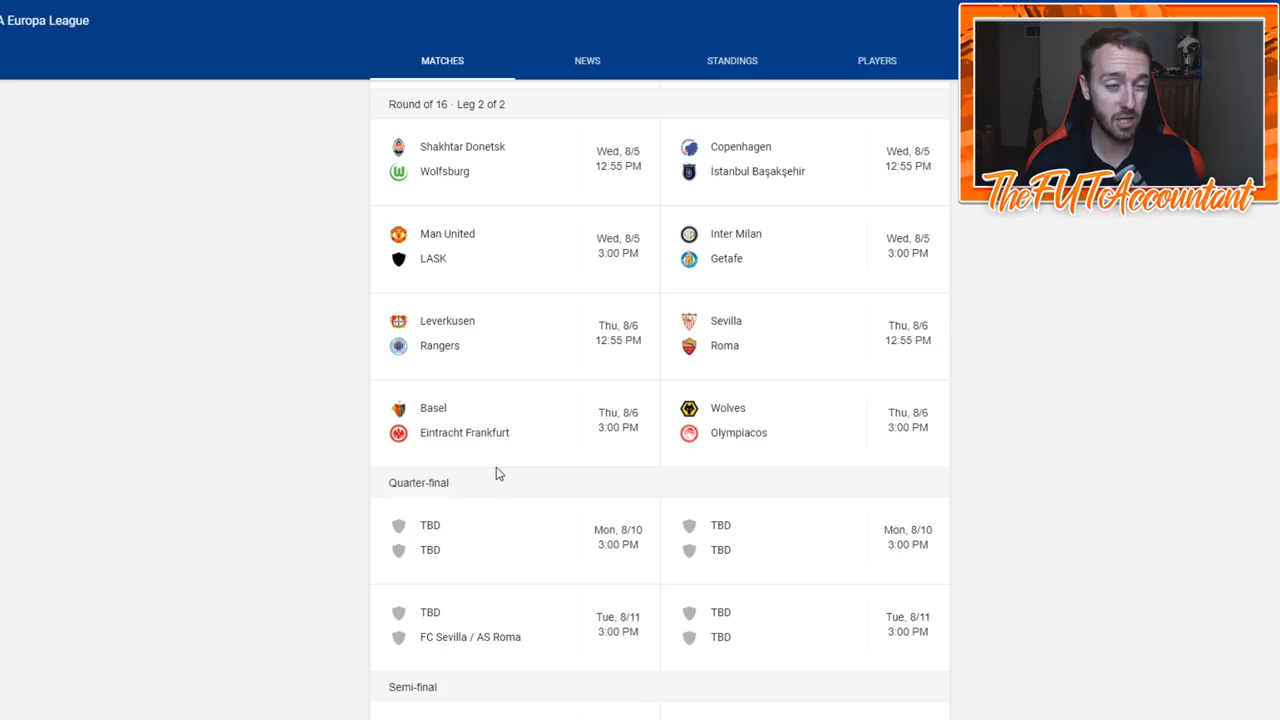 A Europa League
MATCHES
NEWS
STANDINGS
PLAYERS
TheFUTAccountant
Round of 16 · Leg 2 of 2
Shakhtar Donetsk
Wolfsburg
Wed, 8/5
12:55 PM
Copenhagen
İstanbul Başakşehir
Wed, 8/5
12:55 PM
Man United
LASK
Wed, 8/5
3:00 PM
Inter Milan
Getafe
Wed, 8/5
3:00 PM
Leverkusen
Rangers
Thu, 8/6
12:55 PM
Sevilla
Roma
Thu, 8/6
12:55 PM
Basel
Eintracht Frankfurt
Thu, 8/6
3:00 PM
Wolves
Olympiacos
Thu, 8/6
3:00 PM
Quarter-final
TBD
TBD
Mon, 8/10
3:00 PM
TBD
TBD
Mon, 8/10
3:00 PM
TBD
FC Sevilla / AS Roma
Tue, 8/11
3:00 PM
TBD
TBD
Tue, 8/11
3:00 PM
Semi-final